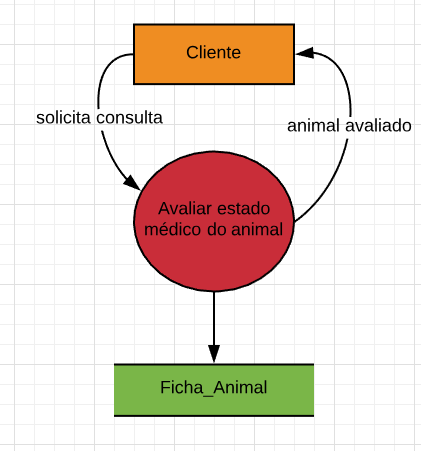 Cliente
solicita consulta
animal avaliado
Avaliar estado
médico do animal
Ficha_Animal